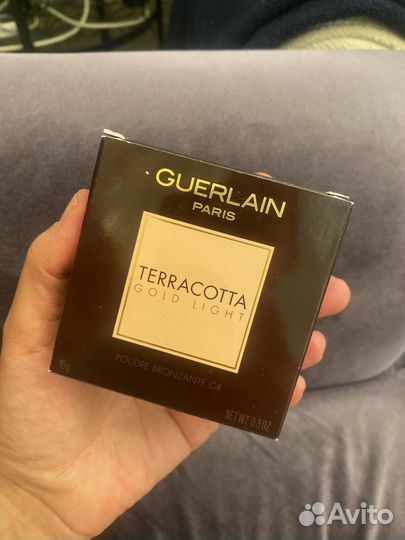 GUERLAIN
PARIS
TERRACOTTA
GOLD LIGHT
POUDRE BRONZANTE OR
10g
NET WT. 0.3 OZ.
Avito